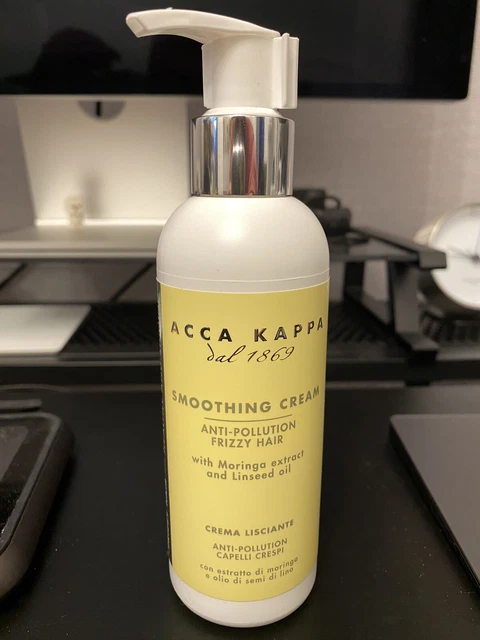 ACCA KAPPA
dal 1869
SMOOTHING CREAM
ANTI-POLLUTION
FRIZZY HAIR
with Moringa extract
and Linseed oil
CREMA LISCIANTE
ANTI-POLLUTION
CAPELLI CRESPI
con estratto di moringa
e olio di semi di lino